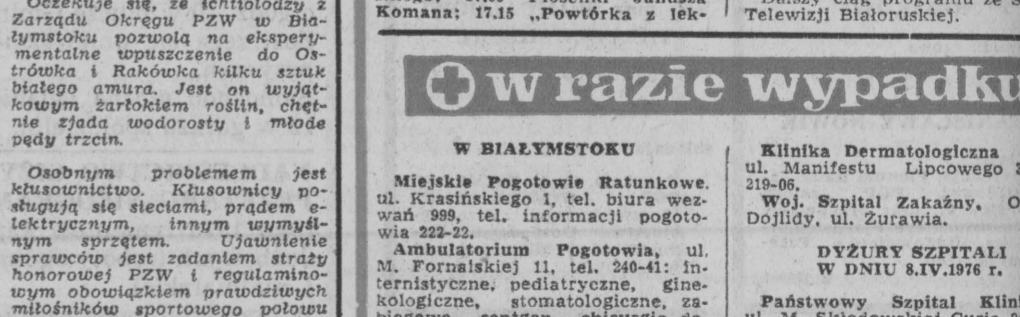 Oczekuje się, że ichtiolodzy z
Zarządu Okręgu PZW w Bia-
łymstoku pozwolą na ekspery-
mentalne wpuszczenie do Os-
trówka i Rakówka kilku sztuk
białego amura. Jest on wyjąt-
kowym żarłokiem roślin, chęt-
nie zjada wodorosty i młode
pędy trzcin.
Osobnym problemem jest
kłusownictwo. Kłusownicy po-
sługują się sieciami, prądem e-
lektrycznym, innym wymyśl-
nym sprzętem. Ujawnienie
sprawców jest zadaniem straży
honorowej PZW i regulamino-
wym obowiązkiem prawdziwych
miłośników sportowego połowu
Komana; 17.15 „Powtórka z lek-
Telewizji Białoruskiej.
w razie wypadku
W BIAŁYMSTOKU
Miejskie Pogotowie Ratunkowe.
ul. Krasińskiego 1, tel. biura wez-
wań 999, tel. informacji pogoto-
wia 222-22.
Ambulatorium Pogotowia, ul.
M. Fornalskiej 11, tel. 240-41: in-
ternistyczne, pediatryczne, gine-
kologiczne, stomatologiczne, za-
Klinika Dermatologiczna
ul. Manifestu Lipcowego
219-06.
Woj. Szpital Zakaźny,
Dojlidy, ul. Żurawia.
DYŻURY SZPITALI
W DNIU 8.IV.1976 r.
Państwowy Szpital Klin